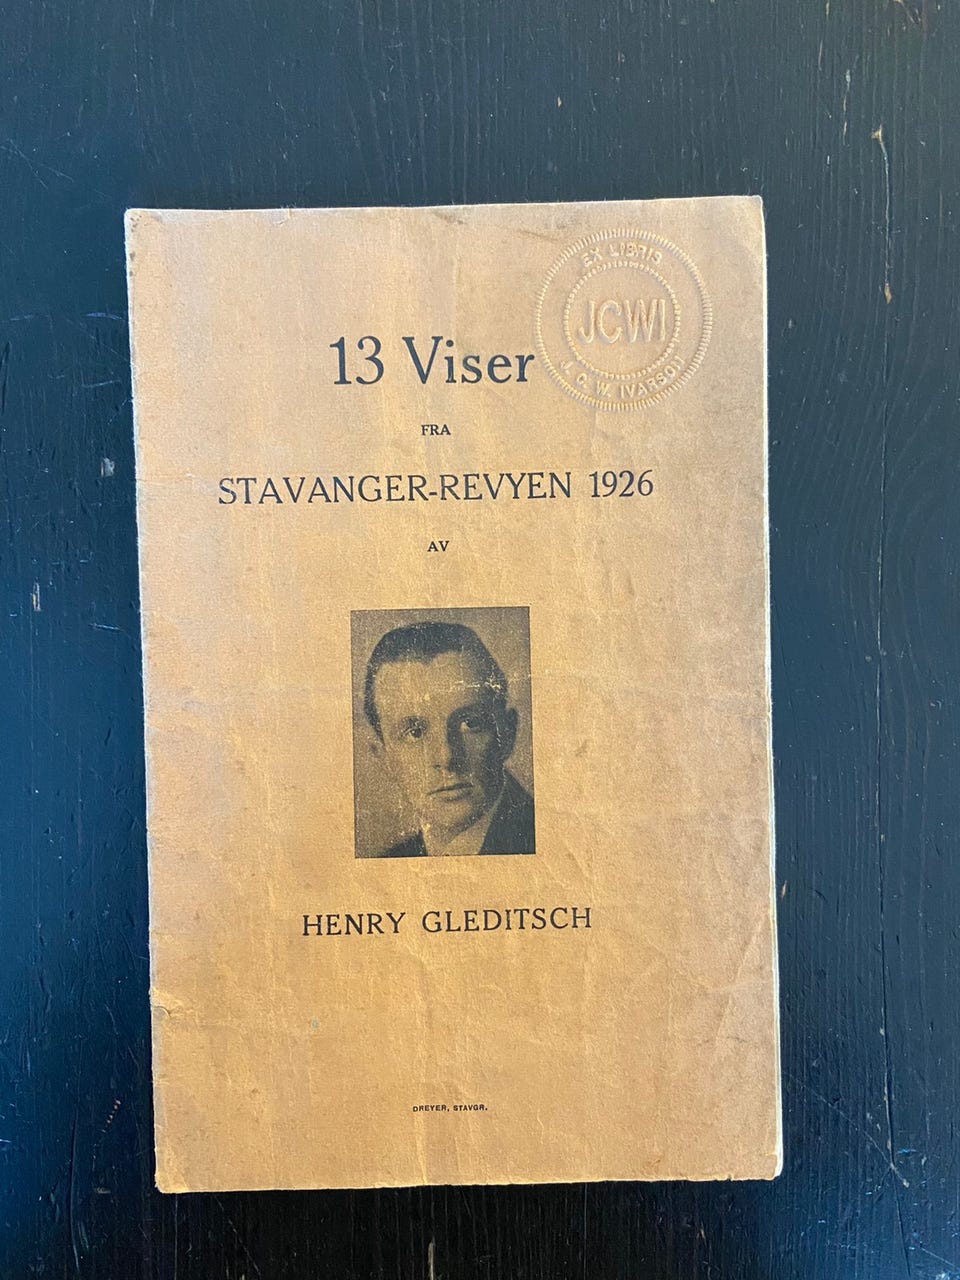 EX LIBRIS
JCWI
J. C. W. IVARSON
13 Viser
FRA
STAVANGER-REVYEN 1926
AV
HENRY GLEDITSCH
DREYER, STAVGR.